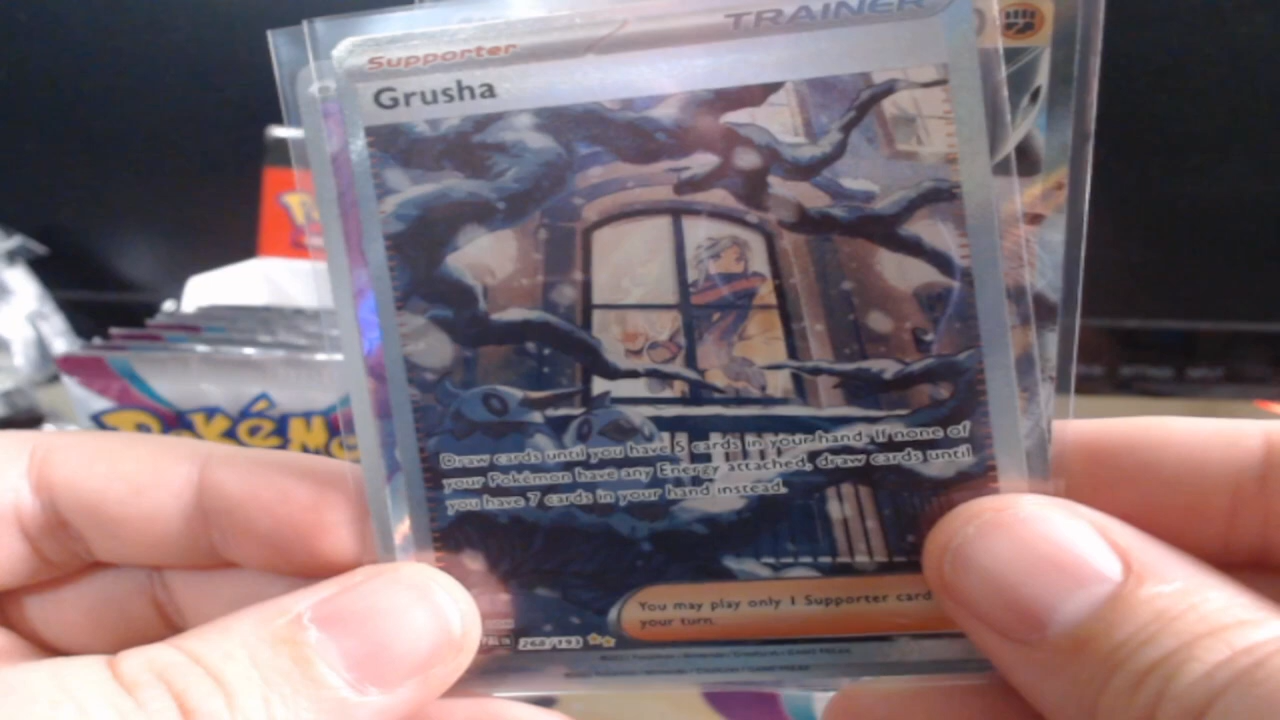 TRAINER
Supporter
Grusha
Draw cards until you have 5 cards in your hand. If none of
your Pokémon have any Energy attached, draw cards until
you have 7 cards in your hand instead.
You may play only 1 Supporter card
your turn.
268/193
POKéMO